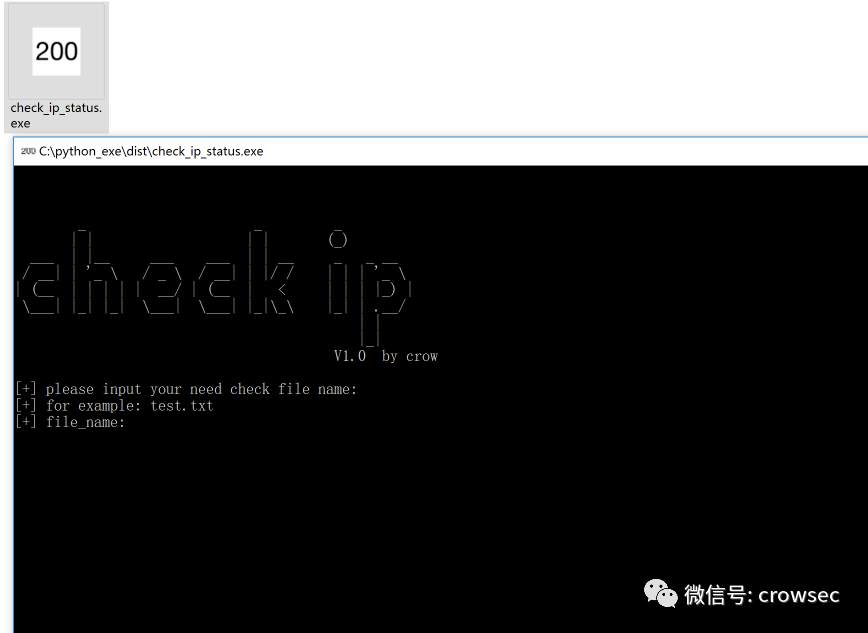 200
check_ip_status.
exe
200 C:\python_exe\dist\check_ip_status.exe
check ip
V1.0 by crow
[+] please input your need check file name:
[+] for example: test.txt
[+] file_name:
微信号: crowsec